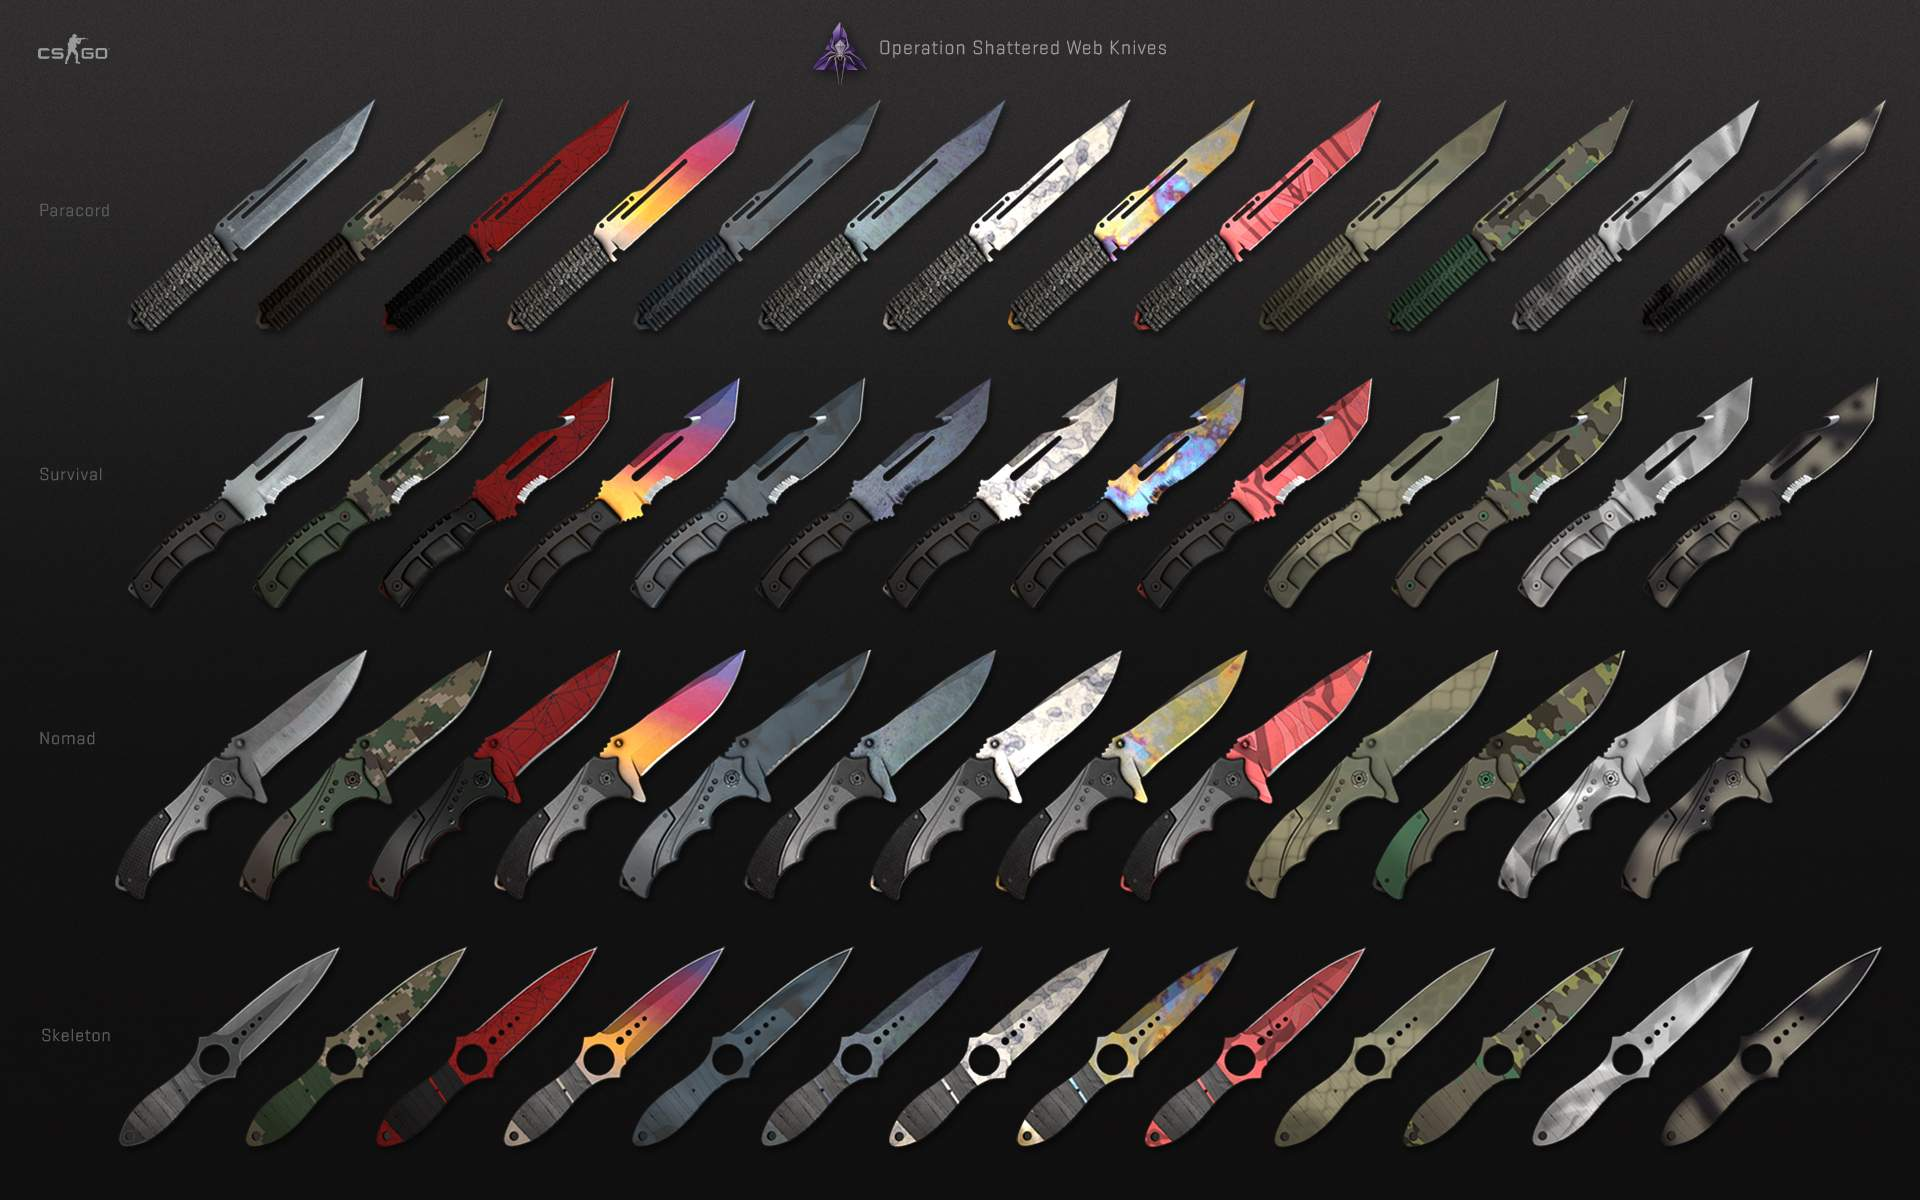 CS GO
Operation Shattered Web Knives
Paracord
Survival
Nomad
Skeleton